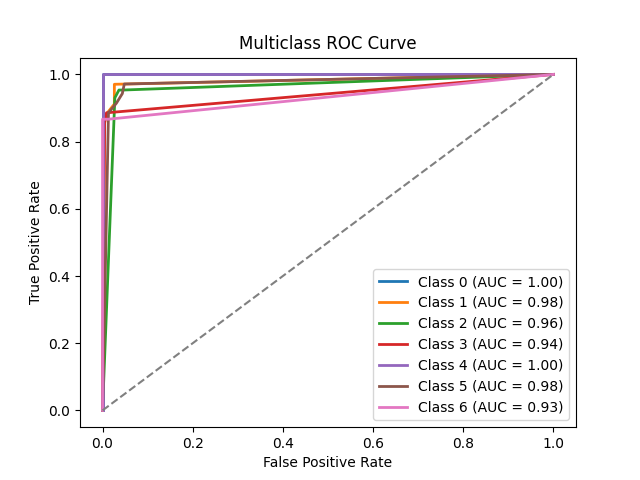 Multiclass ROC Curve
True Positive Rate
1.0
0.8
0.6
0.4
0.2
0.0
Class 0 (AUC = 1.00)
Class 1 (AUC = 0.98)
Class 2 (AUC = 0.96)
Class 3 (AUC = 0.94)
Class 4 (AUC = 1.00)
Class 5 (AUC = 0.98)
Class 6 (AUC = 0.93)
0.0 0.2 0.4 0.6 0.8 1.0
False Positive Rate